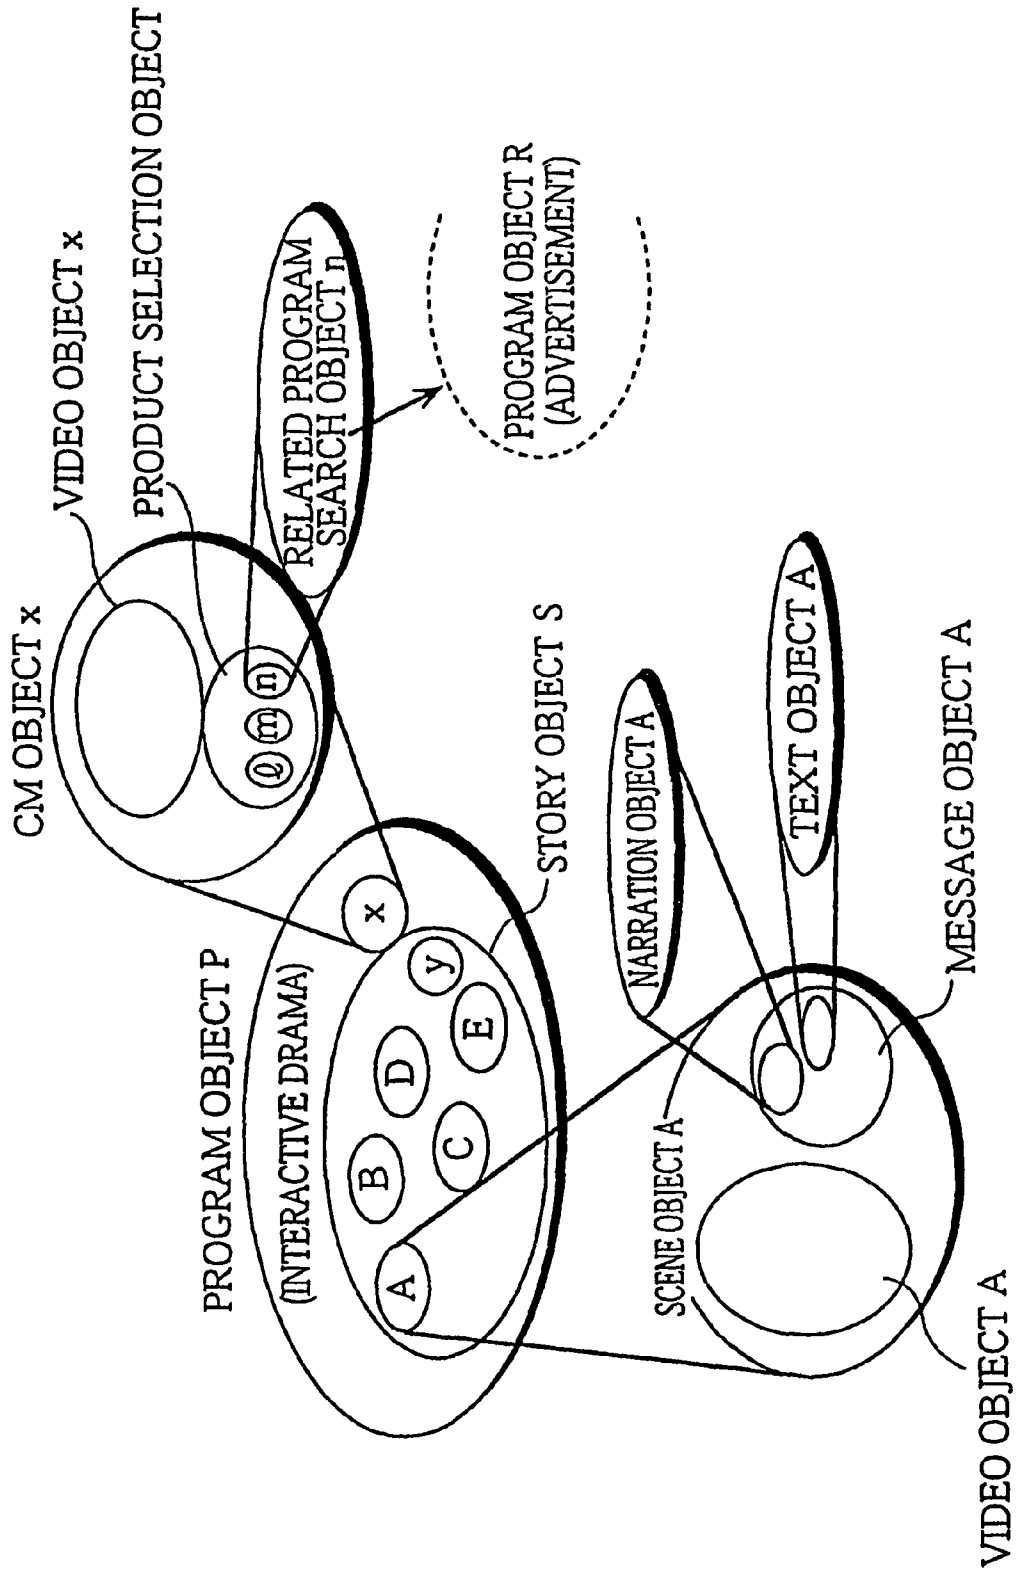 CM OBJECT x
VIDEO OBJECT x
PRODUCT SELECTION OBJECT
ℓ m n
RELATED PROGRAM
SEARCH OBJECT n
PROGRAM OBJECT R
(ADVERTISEMENT)
PROGRAM OBJECT P
(INTERACTIVE DRAMA)
x
A
B
C
D
E
y
STORY OBJECT S
SCENE OBJECT A
NARRATION OBJECT A
TEXT OBJECT A
MESSAGE OBJECT A
VIDEO OBJECT A